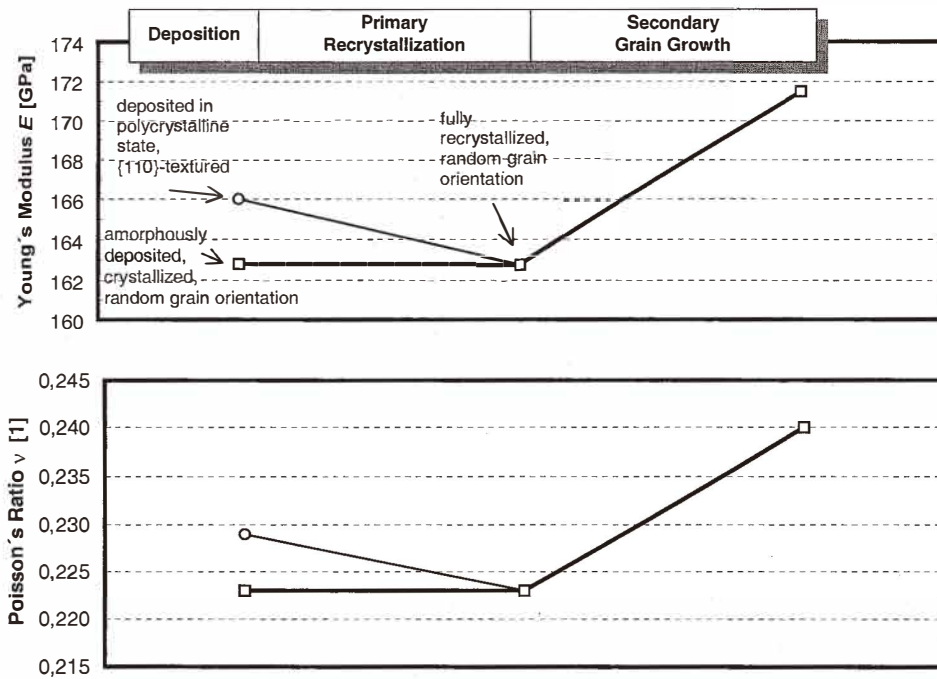 Deposition
Primary
Recrystallization
Secondary
Grain Growth
Young´s Modulus E [GPa]
174
172
170
168
166
164
162
160
deposited in
polycrystalline
state,
{110}-textured
fully
recrystallized,
random grain
orientation
amorphously
deposited,
crystallized,
random grain orientation
Poisson´s Ratio ν [1]
0,245
0,240
0,235
0,230
0,225
0,220
0,215